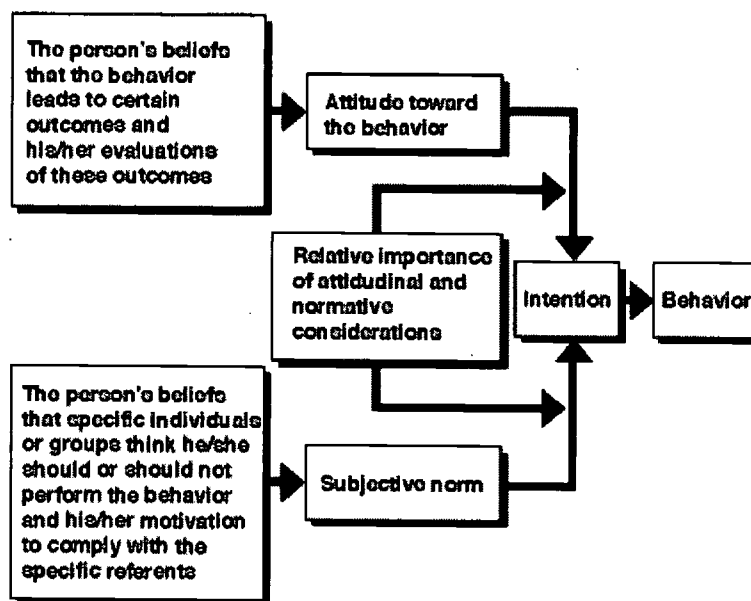 The person's beliefs
that the behavior
leads to certain
outcomes and
his/her evaluations
of these outcomes
Attitude toward
the behavior
Relative importance
of attidudinal and
normative
considerations
Intention
Behavior
The person's beliefs
that specific individuals
or groups think he/she
should or should not
perform the behavior
and his/her motivation
to comply with the
specific referents
Subjective norm